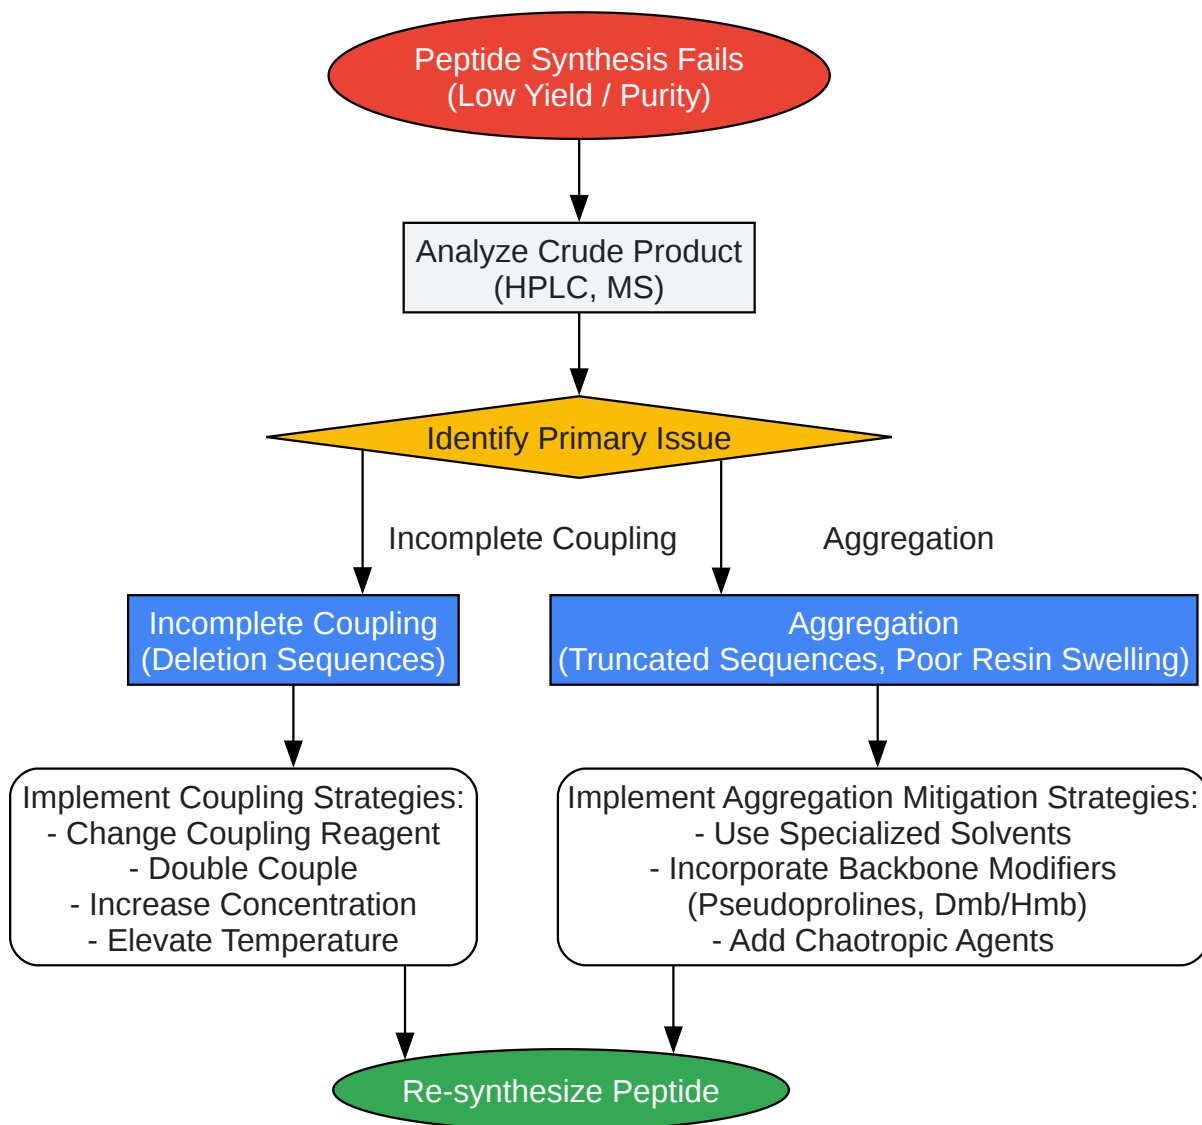 Peptide Synthesis Fails
(Low Yield / Purity)
Analyze Crude Product
(HPLC, MS)
Identify Primary Issue
Incomplete Coupling
Aggregation
Incomplete Coupling
(Deletion Sequences)
Aggregation
(Truncated Sequences, Poor Resin Swelling)
Implement Coupling Strategies:
- Change Coupling Reagent
- Double Couple
- Increase Concentration
- Elevate Temperature
Implement Aggregation Mitigation Strategies:
- Use Specialized Solvents
- Incorporate Backbone Modifiers
(Pseudoprolines, Dmb/Hmb)
- Add Chaotropic Agents
Re-synthesize Peptide